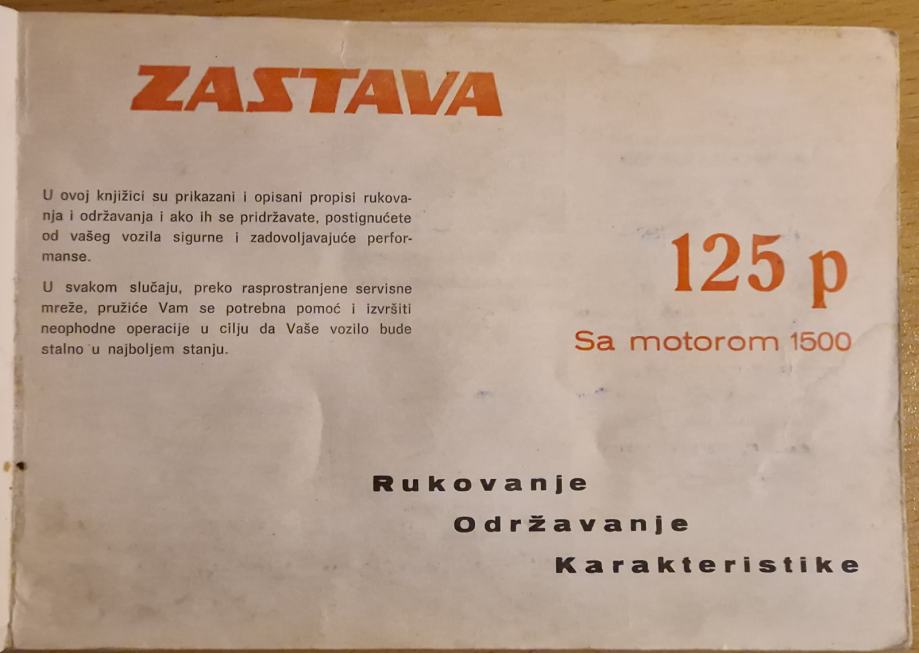 ZASTAVA
U ovoj knjižici su prikazani i opisani propisi rukova-
nja i održavanja i ako ih se pridržavate, postignućete
od vašeg vozila sigurne i zadovoljavajuće perfor-
manse.
U svakom slučaju, preko rasprostranjene servisne
mreže, pružiće Vam se potrebna pomoć i izvršiti
neophodne operacije u cilju da Vaše vozilo bude
stalno u najboljem stanju.
125 p
Sa motorom 1500
Rukovanje
Održavanje
Karakteristike